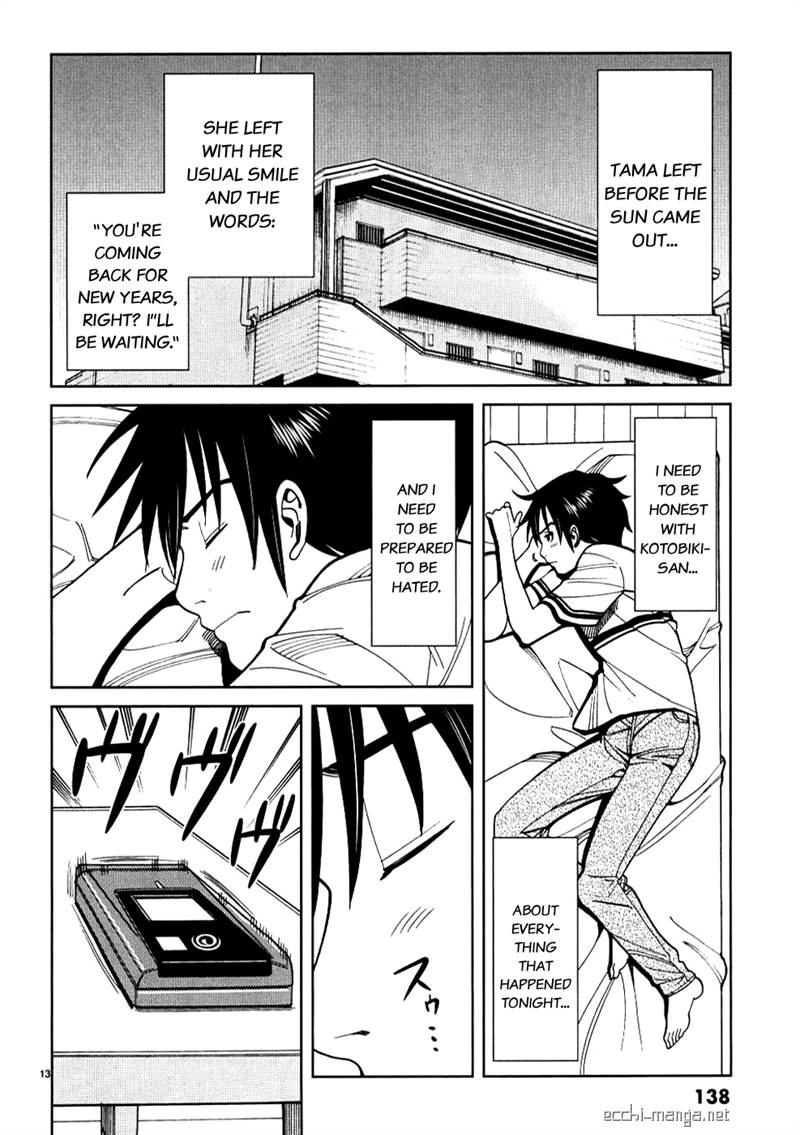 TAMA LEFT
BEFORE THE
SUN CAME
OUT...
SHE LEFT
WITH HER
USUAL SMILE
AND THE
WORDS:
"YOU'RE
COMING
BACK FOR
NEW YEARS,
RIGHT? I"LL
BE WAITING."
I NEED
TO BE
HONEST
WITH
KOTOBIKI-
SAN...
ABOUT
EVERY-
THING
THAT
HAPPENED
TONIGHT...
AND I
NEED
TO BE
PREPARED
TO BE
HATED.
スゥ…
ヴヴヴ
13
138
ecchi-manga.net